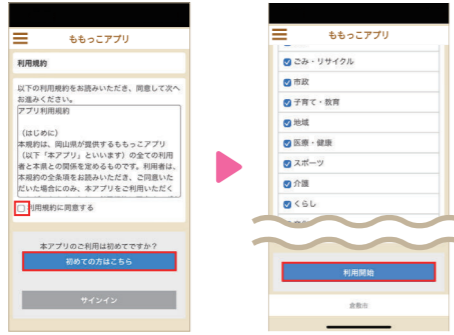 ももっこアプリ
利用規約
以下の利用規約をお読みいただき、同意して次へ
お進みください。
アプリ利用規約
（はじめに）
本規約は、岡山県が提供するももっこアプリ
（以下「本アプリ」といいます）の全ての利用
者と本県との関係を定めるものです。利用者は、
本規約の全条項をお読みいただき、ご同意いた
だいた場合にのみ、本アプリをご利用いただく
利用規約に同意する
本アプリのご利用は初めてですか？
初めての方はこちら
サインイン
ももっこアプリ
ごみ・リサイクル
市政
子育て・教育
地域
医療・健康
スポーツ
介護
くらし
利用開始
倉敷市